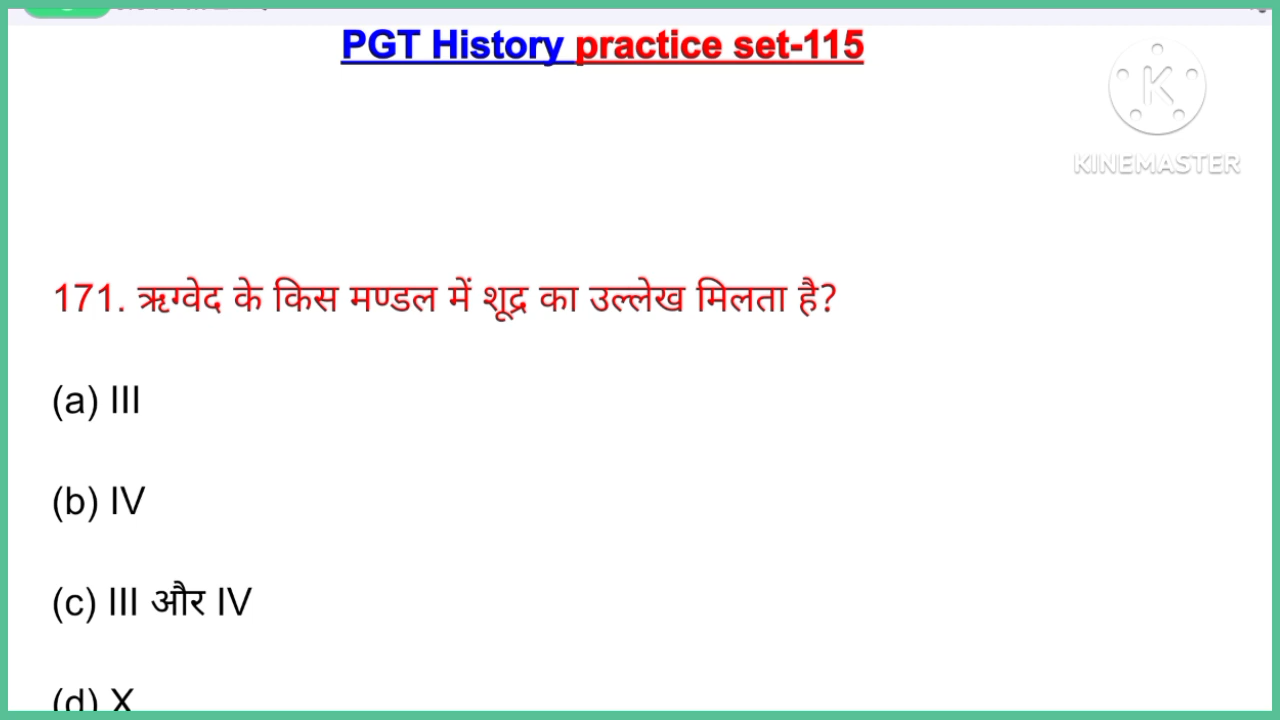 PGT History practice set-115
K
KINEMASTER
171. ऋग्वेद के किस मण्डल में शूद्र का उल्लेख मिलता है?
(a) III
(b) IV
(c) III और IV
(d) X